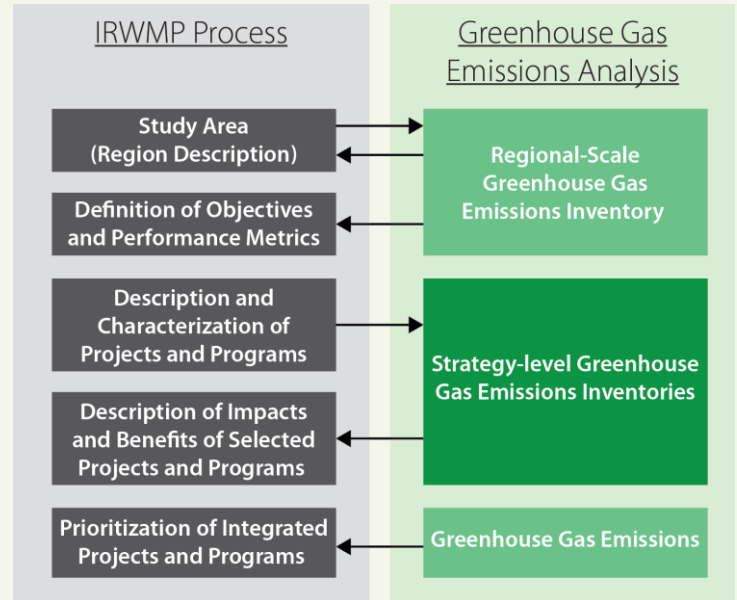 IRWMP Process
Study Area
(Region Description)
Definition of Objectives
and Performance Metrics
Description and
Characterization of
Projects and Programs
Description of Impacts
and Benefits of Selected
Projects and Programs
Prioritization of Integrated
Projects and Programs
Greenhouse Gas
Emissions Analysis
Regional-Scale
Greenhouse Gas
Emissions Inventory
Strategy-level Greenhouse
Gas Emissions Inventories
Greenhouse Gas Emissions